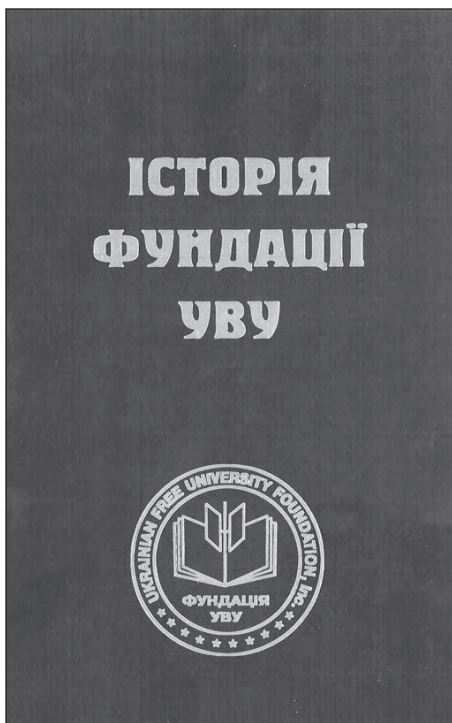 ІСТОРІЯ
ФУНДАЦІЇ
УВУ
UKRAINIAN FREE UNIVERSITY FOUNDATION, Inc.
ФУНДАЦІЯ
УВУ